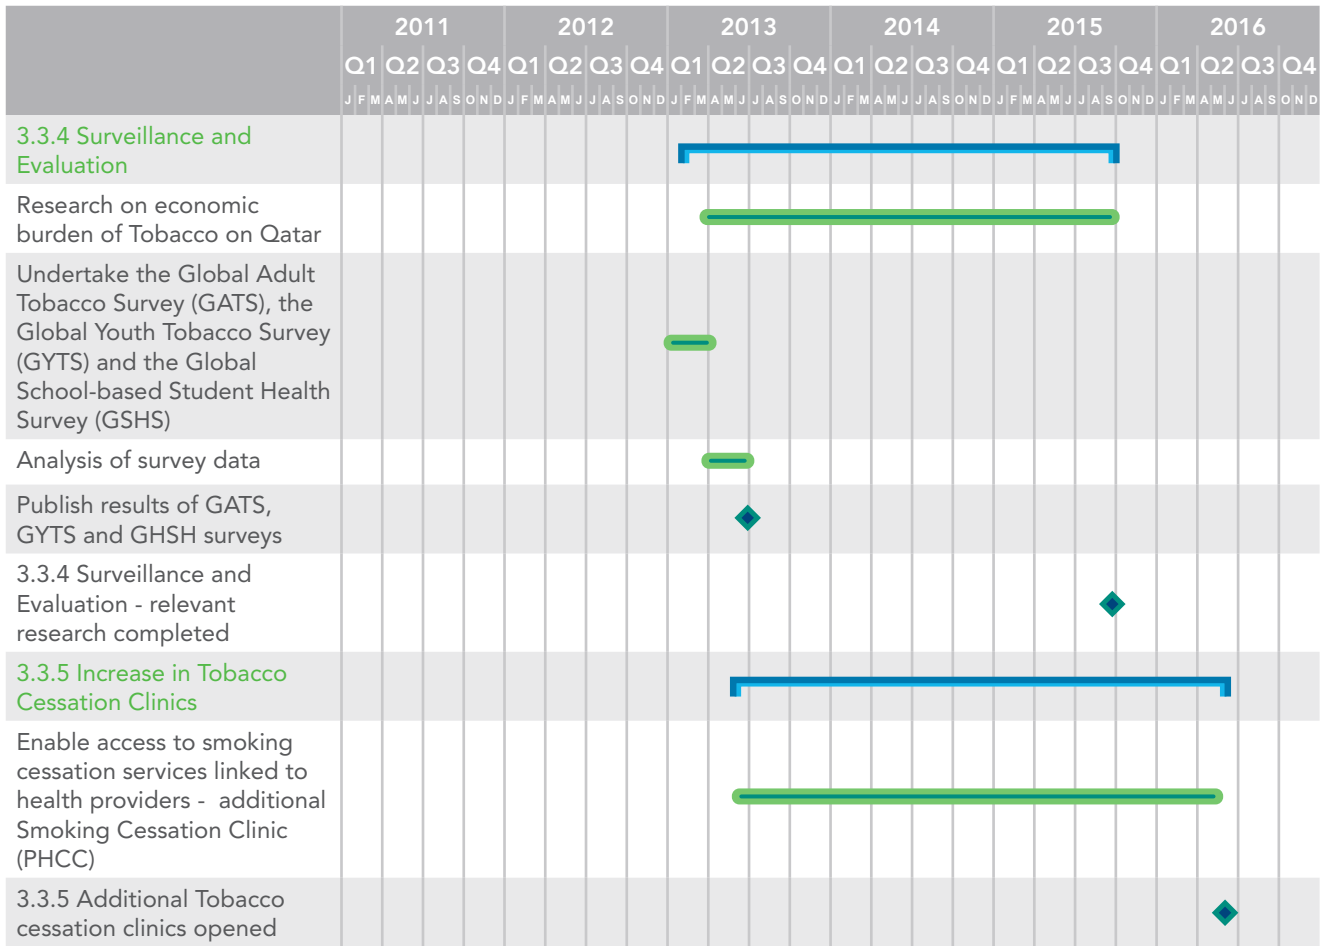 2011 2012 2013 2014 2015 2016
Q1 Q2 Q3 Q4 Q1 Q2 Q3 Q4 Q1 Q2 Q3 Q4 Q1 Q2 Q3 Q4 Q1 Q2 Q3 Q4 Q1 Q2 Q3 Q4
J F M A M J J A S O N D J F M A M J J A S O N D J F M A M J J A S O N D J F M A M J J A S O N D J F M A M J J A S O N D J F M A M J J A S O N D
3.3.4 Surveillance and
Evaluation
Research on economic
burden of Tobacco on Qatar
Undertake the Global Adult
Tobacco Survey (GATS), the
Global Youth Tobacco Survey
(GYTS) and the Global
School-based Student Health
Survey (GSHS)
Analysis of survey data
Publish results of GATS,
GYTS and GHSH surveys
3.3.4 Surveillance and
Evaluation - relevant
research completed
3.3.5 Increase in Tobacco
Cessation Clinics
Enable access to smoking
cessation services linked to
health providers - additional
Smoking Cessation Clinic
(PHCC)
3.3.5 Additional Tobacco
cessation clinics opened